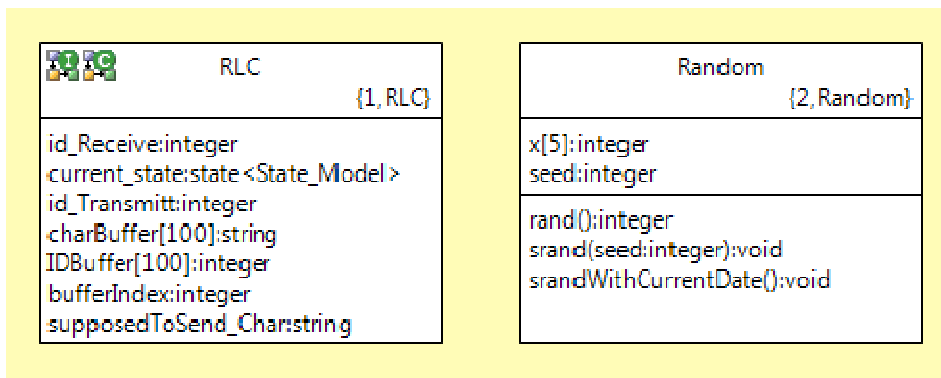 RLC
{1,RLC}
id_Receive:integer
current_state:state<State_Model>
id_Transmitt:integer
charBuffer[100]:string
IDBuffer[100]:integer
bufferIndex:integer
supposedToSend_Char:string
Random
{2,Random}
x[5]:integer
seed:integer
rand():integer
srand(seed:integer):void
srandWithCurrentDate():void